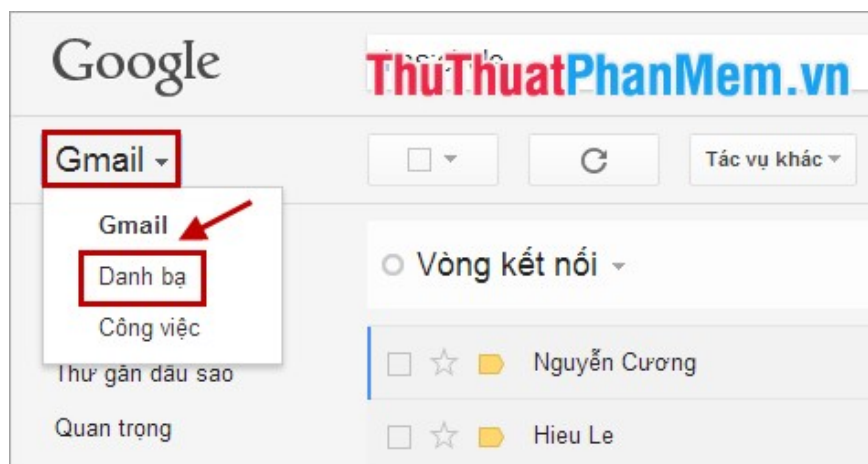 Google
ThuThuatPhanMem.vn
Gmail
Tác vụ khác
Gmail
Danh bạ
Công việc
Vòng kết nối
Thư gắn dấu sao
Nguyễn Cương
Quan trọng
Hieu Le